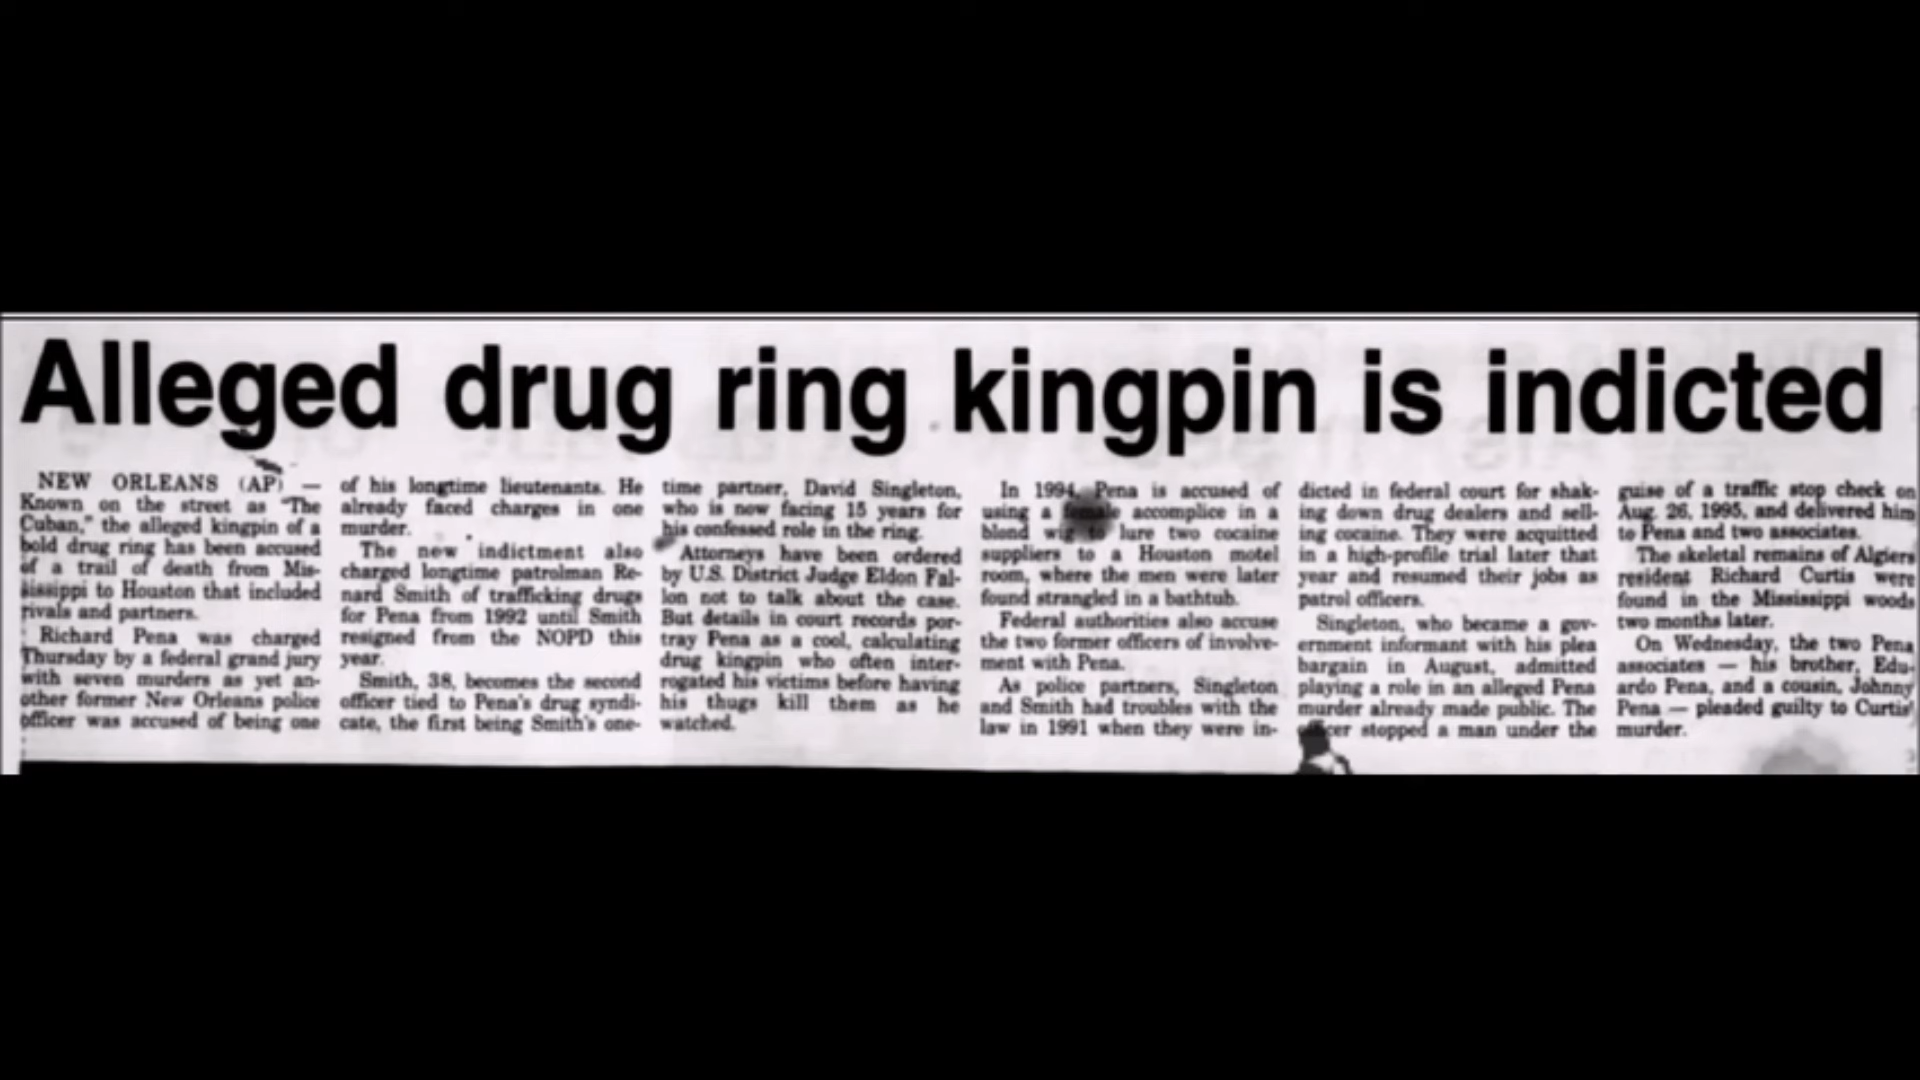 Alleged drug ring kingpin is indicted
NEW ORLEANS (AP) —
Known on the street as "The
Cuban," the alleged kingpin of a
bold drug ring has been accused
of a trail of death from Mis-
sissippi to Houston that included
rivals and partners.
Richard Pena was charged
Thursday by a federal grand jury
with seven murders as yet an-
other former New Orleans police
officer was accused of being one
of his longtime lieutenants. He
already faced charges in one
murder.
The new indictment also
charged longtime patrolman Re-
nard Smith of trafficking drugs
for Pena from 1992 until Smith
resigned from the NOPD this
year.
Smith, 38, becomes the second
officer tied to Pena's drug syndi-
cate, the first being Smith's one-
time partner, David Singleton,
who is now facing 15 years for
his confessed role in the ring.
Attorneys have been ordered
by U.S. District Judge Eldon Fal-
lon not to talk about the case.
But details in court records por-
tray Pena as a cool, calculating
drug kingpin who often inter-
rogated his victims before having
his thugs kill them as he
watched.
In 1994, Pena is accused of
using a female accomplice in a
blond wig to lure two cocaine
suppliers to a Houston motel
room, where the men were later
found strangled in a bathtub.
Federal authorities also accuse
the two former officers of involve-
ment with Pena.
As police partners, Singleton
and Smith had troubles with the
law in 1991 when they were in-
dicted in federal court for shak-
ing down drug dealers and sell-
ing cocaine. They were acquitted
in a high-profile trial later that
year and resumed their jobs as
patrol officers.
Singleton, who became a gov-
ernment informant with his plea
bargain in August, admitted
playing a role in an alleged Pena
murder already made public. The
officer stopped a man under the
guise of a traffic stop check on
Aug. 26, 1995, and delivered him
to Pena and two associates.
The skeletal remains of Algiers
resident Richard Curtis were
found in the Mississippi woods
two months later.
On Wednesday, the two Pena
associates — his brother, Edu-
ardo Pena, and a cousin, Johnny
Pena — pleaded guilty to Curtis'
murder.